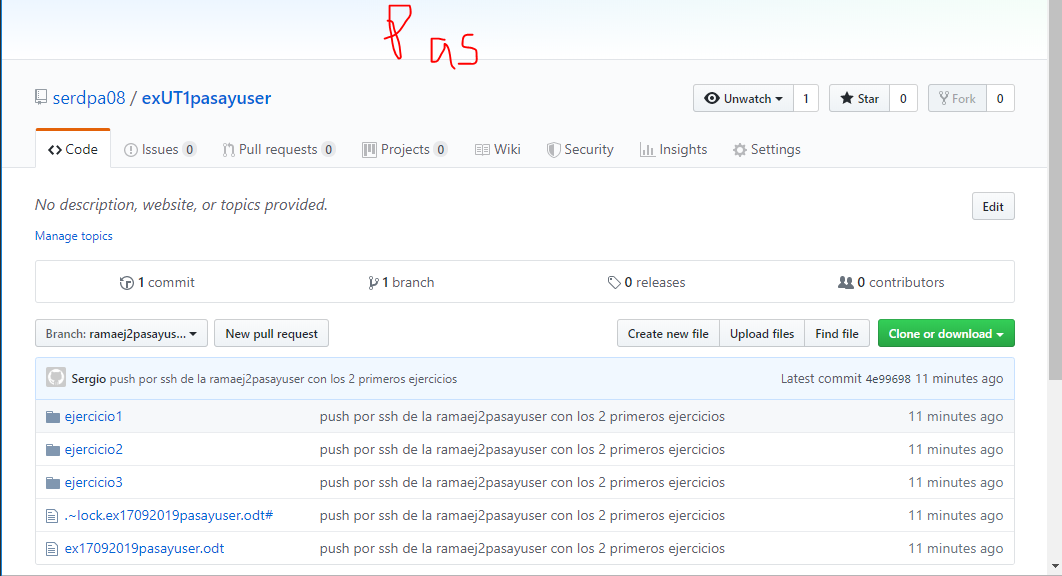 Pas
serdpa08 / exUT1pasayuser
Unwatch 1 Star 0 Fork 0
Code Issues 0 Pull requests 0 Projects 0 Wiki Security Insights Settings
No description, website, or topics provided.
Edit
Manage topics
1 commit 1 branch 0 releases 0 contributors
Branch: ramaej2pasayus... New pull request Create new file Upload files Find file Clone or download
Sergio push por ssh de la ramaej2pasayuser con los 2 primeros ejercicios Latest commit 4e99698 11 minutes ago
ejercicio1 push por ssh de la ramaej2pasayuser con los 2 primeros ejercicios 11 minutes ago
ejercicio2 push por ssh de la ramaej2pasayuser con los 2 primeros ejercicios 11 minutes ago
ejercicio3 push por ssh de la ramaej2pasayuser con los 2 primeros ejercicios 11 minutes ago
.~lock.ex17092019pasayuser.odt# push por ssh de la ramaej2pasayuser con los 2 primeros ejercicios 11 minutes ago
ex17092019pasayuser.odt push por ssh de la ramaej2pasayuser con los 2 primeros ejercicios 11 minutes ago